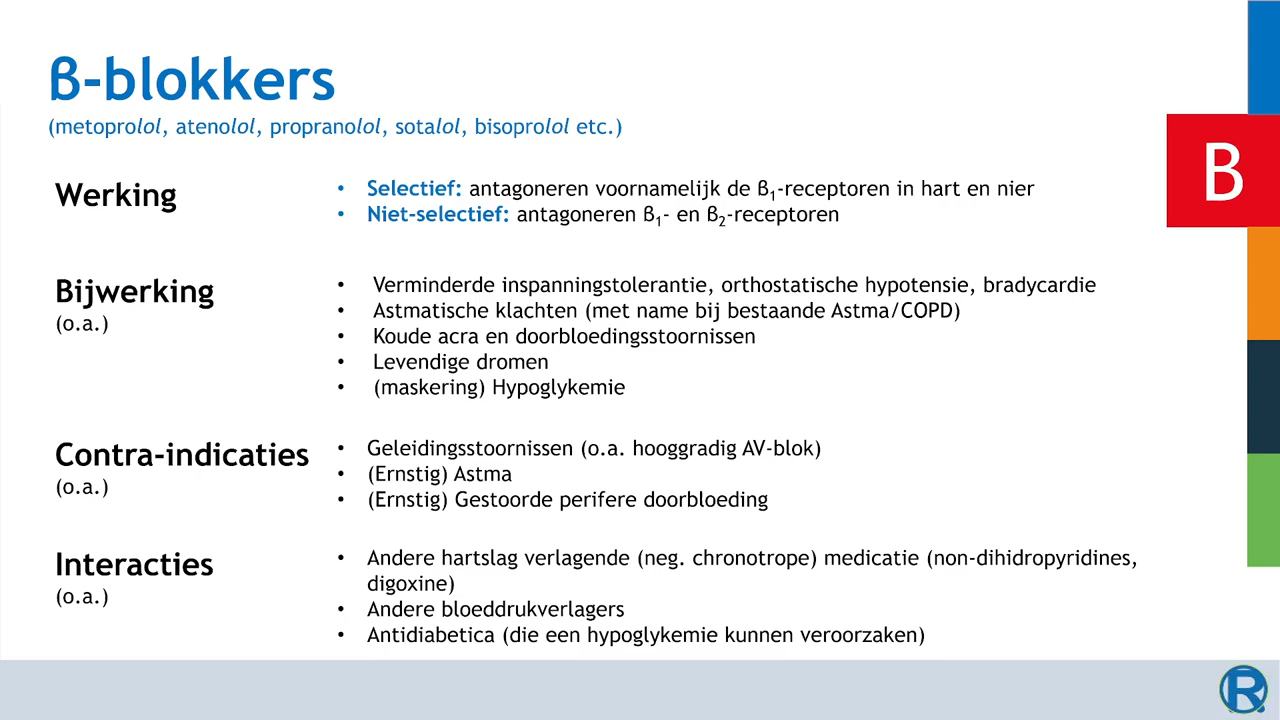 β-blokkers
(metoprolol, atenolol, propranolol, sotalol, bisoprolol etc.)
B
Werking
• Selectief: antagoneren voornamelijk de β1-receptoren in hart en nier
• Niet-selectief: antagoneren β1- en β2-receptoren
Bijwerking
(o.a.)
• Verminderde inspanningstolerantie, orthostatische hypotensie, bradycardie
• Astmatische klachten (met name bij bestaande Astma/COPD)
• Koude acra en doorbloedingsstoornissen
• Levendige dromen
• (maskering) Hypoglykemie
Contra-indicaties
(o.a.)
• Geleidingsstoornissen (o.a. hooggradig AV-blok)
• (Ernstig) Astma
• (Ernstig) Gestoorde perifere doorbloeding
Interacties
(o.a.)
• Andere hartslag verlagende (neg. chronotrope) medicatie (non-dihidropyridines,
digoxine)
• Andere bloeddrukverlagers
• Antidiabetica (die een hypoglykemie kunnen veroorzaken)
R